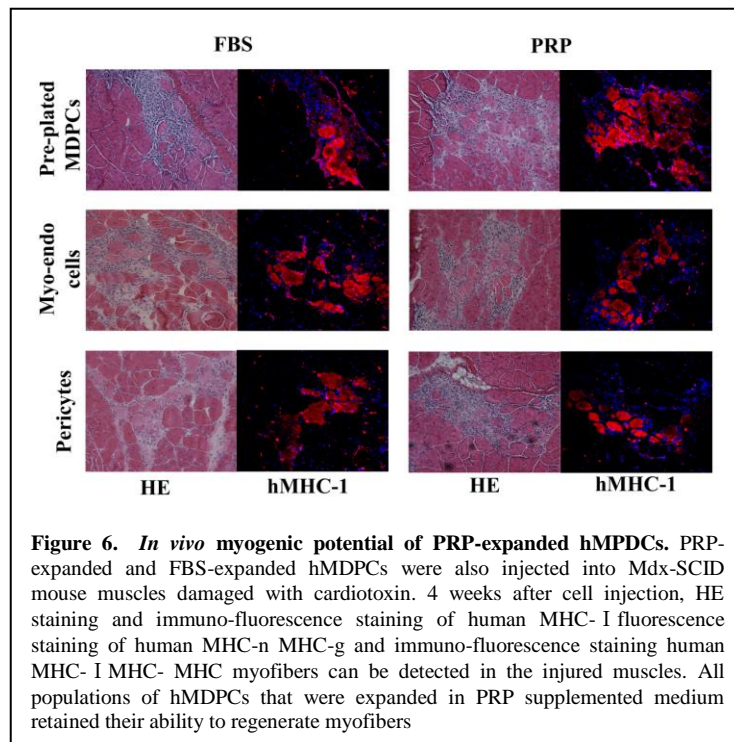 FBS PRP
Pre-plated MDPCs
Myo-endo cells
Pericytes
HE hMHC-1 HE hMHC-1
Figure 6. In vivo myogenic potential of PRP-expanded hMPDCs. PRP-
expanded and FBS-expanded hMDPCs were also injected into Mdx-SCID
mouse muscles damaged with cardiotoxin. 4 weeks after cell injection, HE
staining and immuno-fluorescence staining of human MHC-Ⅰ fluorescence
staining of human MHC-n MHC-g and immuno-fluorescence staining human
MHC-Ⅰ MHC- MHC myofibers can be detected in the injured muscles. All
populations of hMDPCs that were expanded in PRP supplemented medium
retained their ability to regenerate myofibers